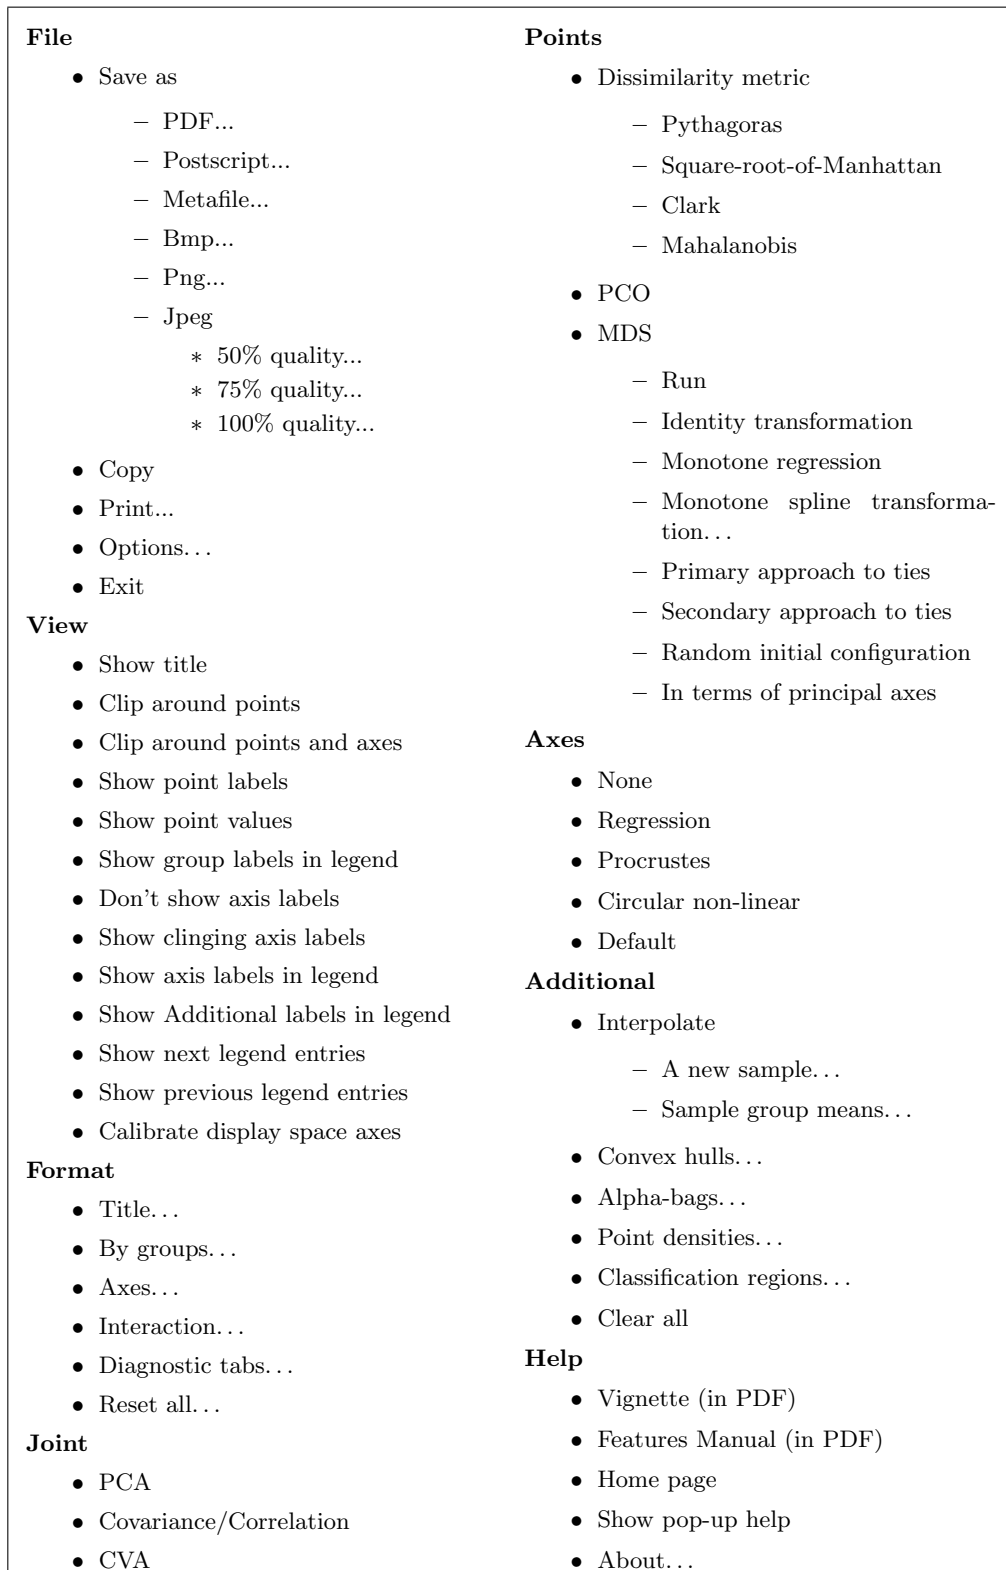 File
• Save as
– PDF...
– Postscript...
– Metafile...
– Bmp...
– Png...
– Jpeg
∗ 50% quality...
∗ 75% quality...
∗ 100% quality...
• Copy
• Print...
• Options...
• Exit
View
• Show title
• Clip around points
• Clip around points and axes
• Show point labels
• Show point values
• Show group labels in legend
• Don't show axis labels
• Show clinging axis labels
• Show axis labels in legend
• Show Additional labels in legend
• Show next legend entries
• Show previous legend entries
• Calibrate display space axes
Format
• Title...
• By groups...
• Axes...
• Interaction...
• Diagnostic tabs...
• Reset all...
Joint
• PCA
• Covariance/Correlation
• CVA
Points
• Dissimilarity metric
– Pythagoras
– Square-root-of-Manhattan
– Clark
– Mahalanobis
• PCO
• MDS
– Run
– Identity transformation
– Monotone regression
– Monotone spline transforma-
tion...
– Primary approach to ties
– Secondary approach to ties
– Random initial configuration
– In terms of principal axes
Axes
• None
• Regression
• Procrustes
• Circular non-linear
• Default
Additional
• Interpolate
– A new sample...
– Sample group means...
• Convex hulls...
• Alpha-bags...
• Point densities...
• Classification regions...
• Clear all
Help
• Vignette (in PDF)
• Features Manual (in PDF)
• Home page
• Show pop-up help
• About...